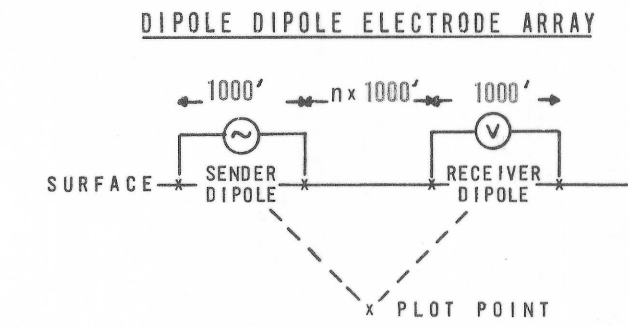 DIPOLE DIPOLE ELECTRODE ARRAY
1000′ n x 1000′ 1000′
~ V
SURFACE x SENDER DIPOLE x x RECEIVER DIPOLE x
x PLOT POINT